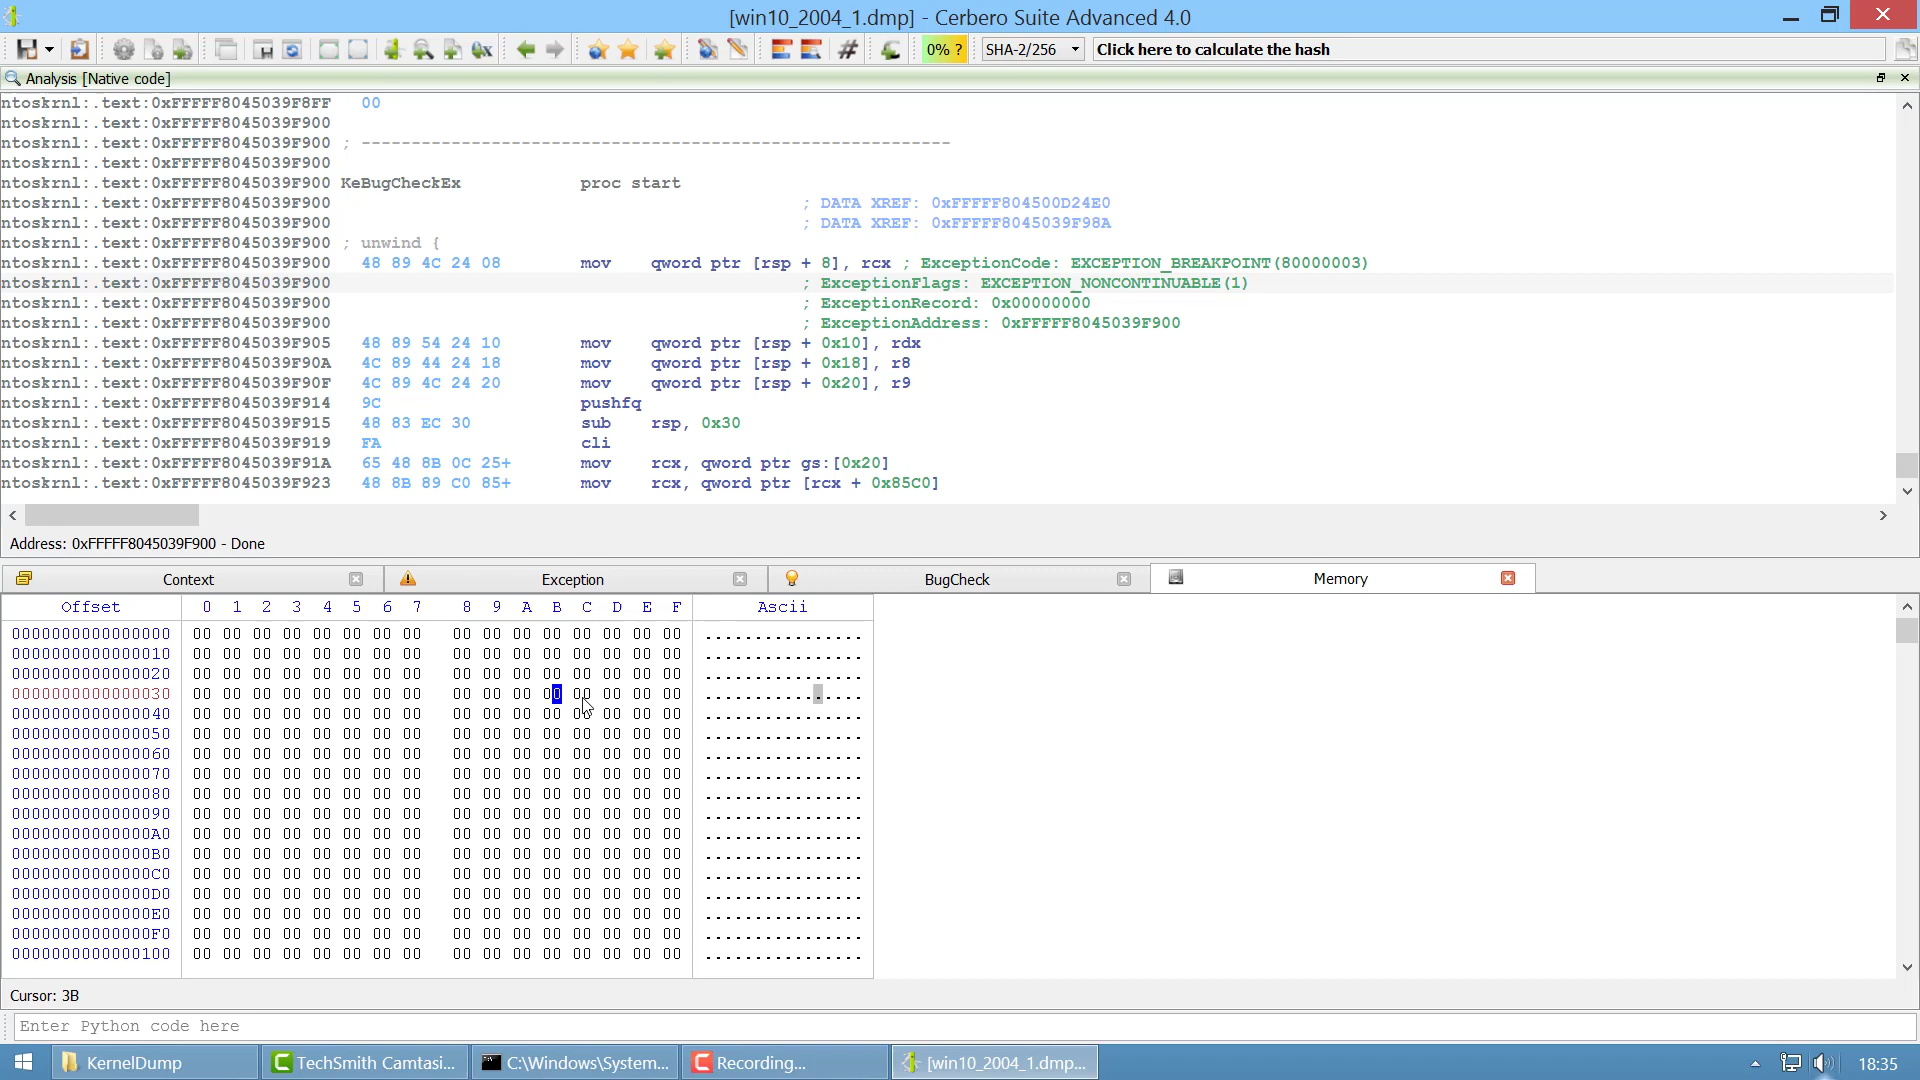 [win10_2004_1.dmp] - Cerbero Suite Advanced 4.0
0% ? SHA-2/256 Click here to calculate the hash
Analysis [Native code]
ntoskrnl:.text:0xFFFFF8045039F8FF 00
ntoskrnl:.text:0xFFFFF8045039F900
ntoskrnl:.text:0xFFFFF8045039F900 ; -----------------------------------------------------------
ntoskrnl:.text:0xFFFFF8045039F900
ntoskrnl:.text:0xFFFFF8045039F900 KeBugCheckEx proc start
ntoskrnl:.text:0xFFFFF8045039F900 ; DATA XREF: 0xFFFFF804500D24E0
ntoskrnl:.text:0xFFFFF8045039F900 ; DATA XREF: 0xFFFFF8045039F98A
ntoskrnl:.text:0xFFFFF8045039F900 ; unwind {
ntoskrnl:.text:0xFFFFF8045039F900 48 89 4C 24 08 mov qword ptr [rsp + 8], rcx ; ExceptionCode: EXCEPTION_BREAKPOINT(80000003)
ntoskrnl:.text:0xFFFFF8045039F900 ; ExceptionFlags: EXCEPTION_NONCONTINUABLE(1)
ntoskrnl:.text:0xFFFFF8045039F900 ; ExceptionRecord: 0x00000000
ntoskrnl:.text:0xFFFFF8045039F900 ; ExceptionAddress: 0xFFFFF8045039F900
ntoskrnl:.text:0xFFFFF8045039F905 48 89 54 24 10 mov qword ptr [rsp + 0x10], rdx
ntoskrnl:.text:0xFFFFF8045039F90A 4C 89 44 24 18 mov qword ptr [rsp + 0x18], r8
ntoskrnl:.text:0xFFFFF8045039F90F 4C 89 4C 24 20 mov qword ptr [rsp + 0x20], r9
ntoskrnl:.text:0xFFFFF8045039F914 9C pushfq
ntoskrnl:.text:0xFFFFF8045039F915 48 83 EC 30 sub rsp, 0x30
ntoskrnl:.text:0xFFFFF8045039F919 FA cli
ntoskrnl:.text:0xFFFFF8045039F91A 65 48 8B 0C 25+ mov rcx, qword ptr gs:[0x20]
ntoskrnl:.text:0xFFFFF8045039F923 48 8B 89 C0 85+ mov rcx, qword ptr [rcx + 0x85C0]
Address: 0xFFFFF8045039F900 - Done
Context Exception BugCheck Memory
Offset 0 1 2 3 4 5 6 7 8 9 A B C D E F Ascii
0000000000000000 00 00 00 00 00 00 00 00 00 00 00 00 00 00 00 00 ................
0000000000000010 00 00 00 00 00 00 00 00 00 00 00 00 00 00 00 00 ................
0000000000000020 00 00 00 00 00 00 00 00 00 00 00 00 00 00 00 00 ................
0000000000000030 00 00 00 00 00 00 00 00 00 00 00 00 00 00 00 00 ................
0000000000000040 00 00 00 00 00 00 00 00 00 00 00 00 00 00 00 00 ................
0000000000000050 00 00 00 00 00 00 00 00 00 00 00 00 00 00 00 00 ................
0000000000000060 00 00 00 00 00 00 00 00 00 00 00 00 00 00 00 00 ................
0000000000000070 00 00 00 00 00 00 00 00 00 00 00 00 00 00 00 00 ................
0000000000000080 00 00 00 00 00 00 00 00 00 00 00 00 00 00 00 00 ................
0000000000000090 00 00 00 00 00 00 00 00 00 00 00 00 00 00 00 00 ................
00000000000000A0 00 00 00 00 00 00 00 00 00 00 00 00 00 00 00 00 ................
00000000000000B0 00 00 00 00 00 00 00 00 00 00 00 00 00 00 00 00 ................
00000000000000C0 00 00 00 00 00 00 00 00 00 00 00 00 00 00 00 00 ................
00000000000000D0 00 00 00 00 00 00 00 00 00 00 00 00 00 00 00 00 ................
00000000000000E0 00 00 00 00 00 00 00 00 00 00 00 00 00 00 00 00 ................
00000000000000F0 00 00 00 00 00 00 00 00 00 00 00 00 00 00 00 00 ................
0000000000000100 00 00 00 00 00 00 00 00 00 00 00 00 00 00 00 00 ................
Cursor: 3B
Enter Python code here
KernelDump TechSmith Camtasi... C:\Windows\System... Recording... [win10_2004_1.dmp... 18:35